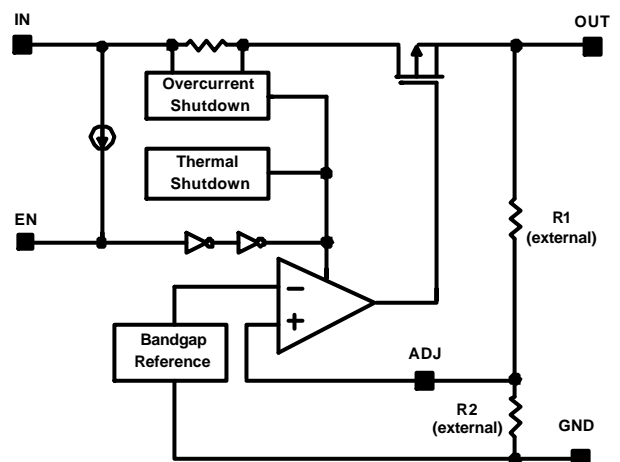 IN
OUT
Overcurrent
Shutdown
Thermal
Shutdown
EN
R1
(external)
−
+
Bandgap
Reference
ADJ
R2
(external)
GND